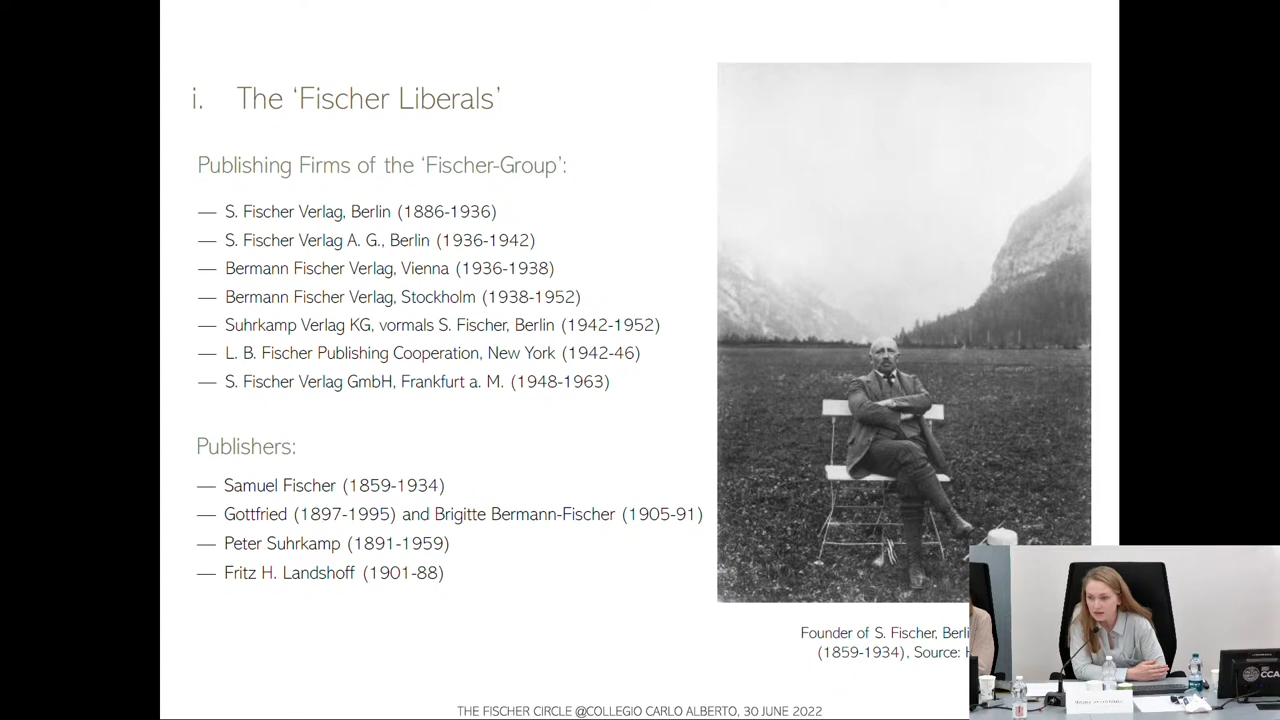 i. The ‘Fischer Liberals’
Publishing Firms of the ‘Fischer-Group’:
— S. Fischer Verlag, Berlin (1886-1936)
— S. Fischer Verlag A. G., Berlin (1936-1942)
— Bermann Fischer Verlag, Vienna (1936-1938)
— Bermann Fischer Verlag, Stockholm (1938-1952)
— Suhrkamp Verlag KG, vormals S. Fischer, Berlin (1942-1952)
— L. B. Fischer Publishing Cooperation, New York (1942-46)
— S. Fischer Verlag GmbH, Frankfurt a. M. (1948-1963)
Publishers:
— Samuel Fischer (1859-1934)
— Gottfried (1897-1995) and Brigitte Bermann-Fischer (1905-91)
— Peter Suhrkamp (1891-1959)
— Fritz H. Landshoff (1901-88)
Founder of S. Fischer, Berli
(1859-1934), Source: H
THE FISCHER CIRCLE @COLLEGIO CARLO ALBERTO, 30 JUNE 2022
CCA